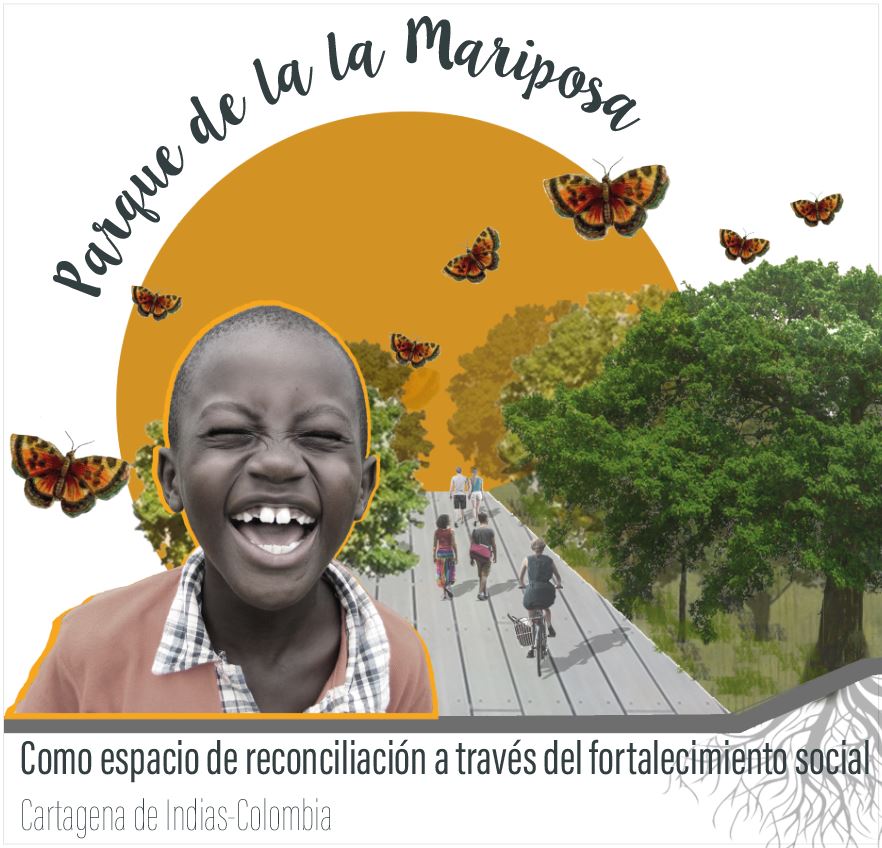 Parque de la la Mariposa
Como espacio de reconciliación a través del fortalecimiento social
Cartagena de Indias-Colombia